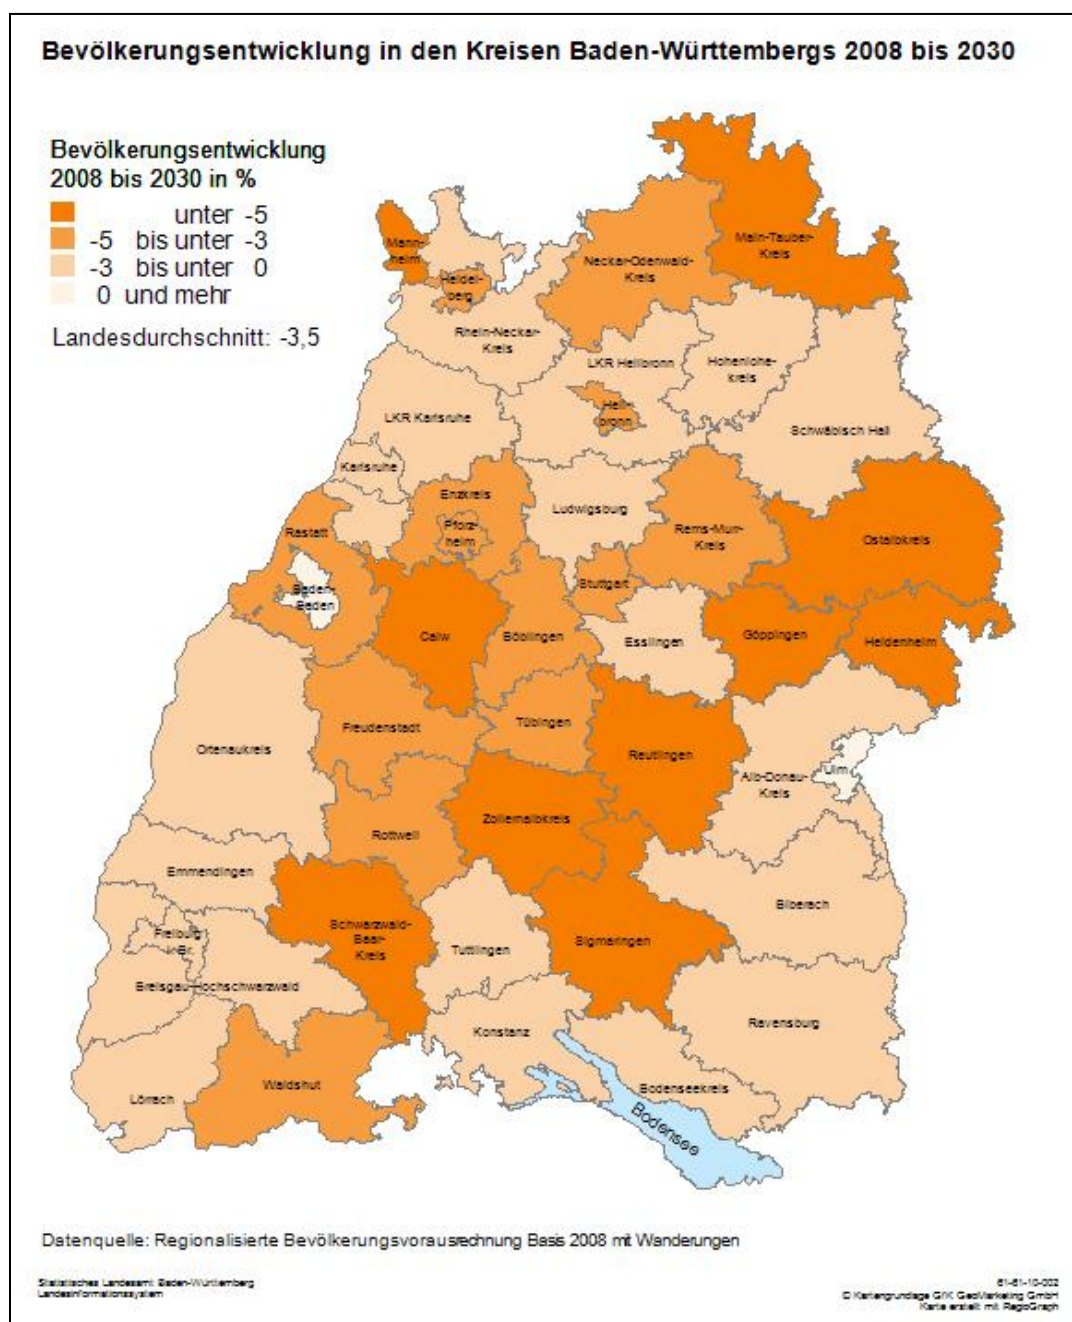 Bevölkerungsentwicklung in den Kreisen Baden-Württembergs 2008 bis 2030
Bevölkerungsentwicklung
2008 bis 2030 in %
unter -5
-5 bis unter -3
-3 bis unter 0
0 und mehr
Landesdurchschnitt: -3,5
Main-Tauber-
Kreis
Mann-
heim
Neckar-Odenwald-
Kreis
Heidel-
berg
Rhein-Neckar-
Kreis
LKR Heilbronn
Hohenlohe-
kreis
Heil-
bronn
LKR Karlsruhe
Schwäbisch Hall
Karlsruhe
Enzkreis
Ludwigsburg
Pforz-
heim
Rems-Murr-
Kreis
Rastatt
Ostalbkreis
Stuttgart
Baden-
Baden
Calw
Böblingen
Esslingen
Göppingen
Heidenheim
Freudenstadt
Tübingen
Ortenaukreis
Reutlingen
Alb-Donau-
Kreis
Ulm
Zollernalbkreis
Rottweil
Emmendingen
Biberach
Schwarzwald-
Baar-
Kreis
Freiburg
i. Br.
Tuttlingen
Sigmaringen
Breisgau-Hochschwarzwald
Konstanz
Ravensburg
Waldshut
Bodenseekreis
Lörrach
Bodensee
Datenquelle: Regionalisierte Bevölkerungsvorausrechnung Basis 2008 mit Wanderungen
Statistisches Landesamt Baden-Württemberg
Landesinformationssystem
61-61-10-002
© Kartengrundlage GfK GeoMarketing GmbH
Karte erstellt mit RegioGraph